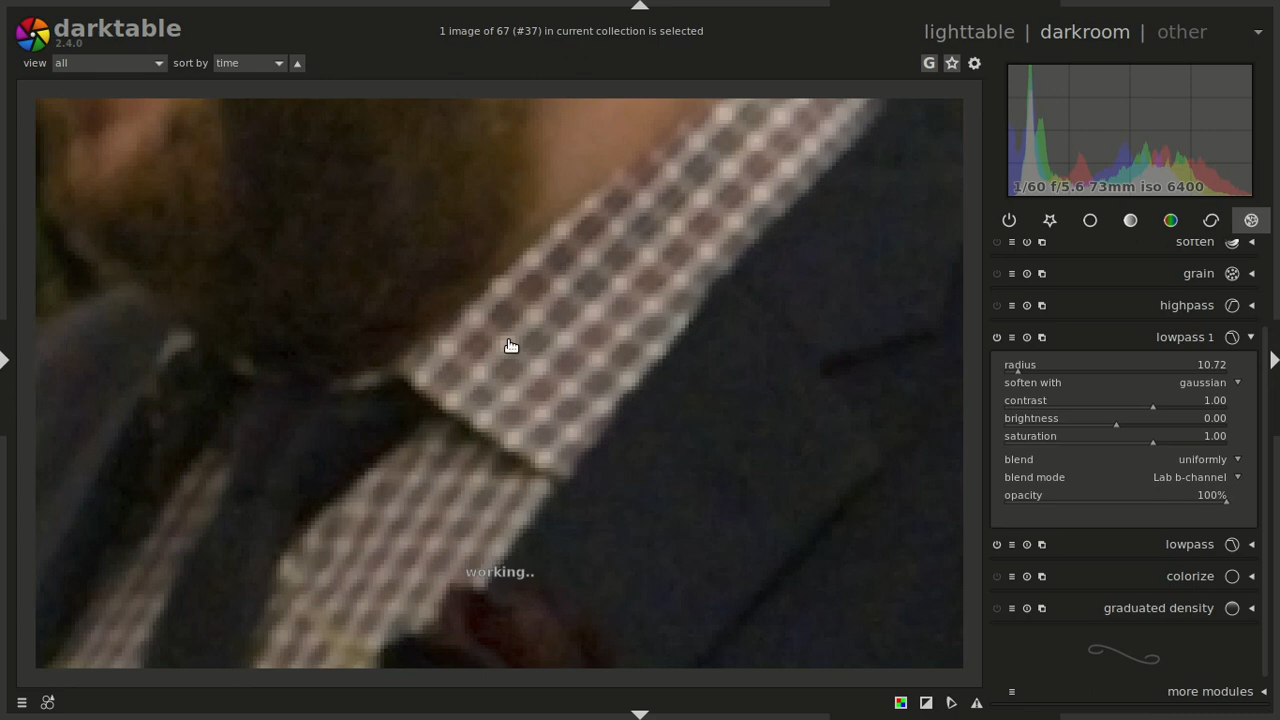 darktable
2.4.0
1 image of 67 (#37) in current collection is selected
lighttable | darkroom | other
view all sort by time
G
1/60 f/5.6 73mm iso 6400
soften
grain
highpass
lowpass 1
radius 10.72
soften with gaussian
contrast 1.00
brightness 0.00
saturation 1.00
blend uniformly
blend mode Lab b-channel
opacity 100%
working..
lowpass
colorize
graduated density
more modules